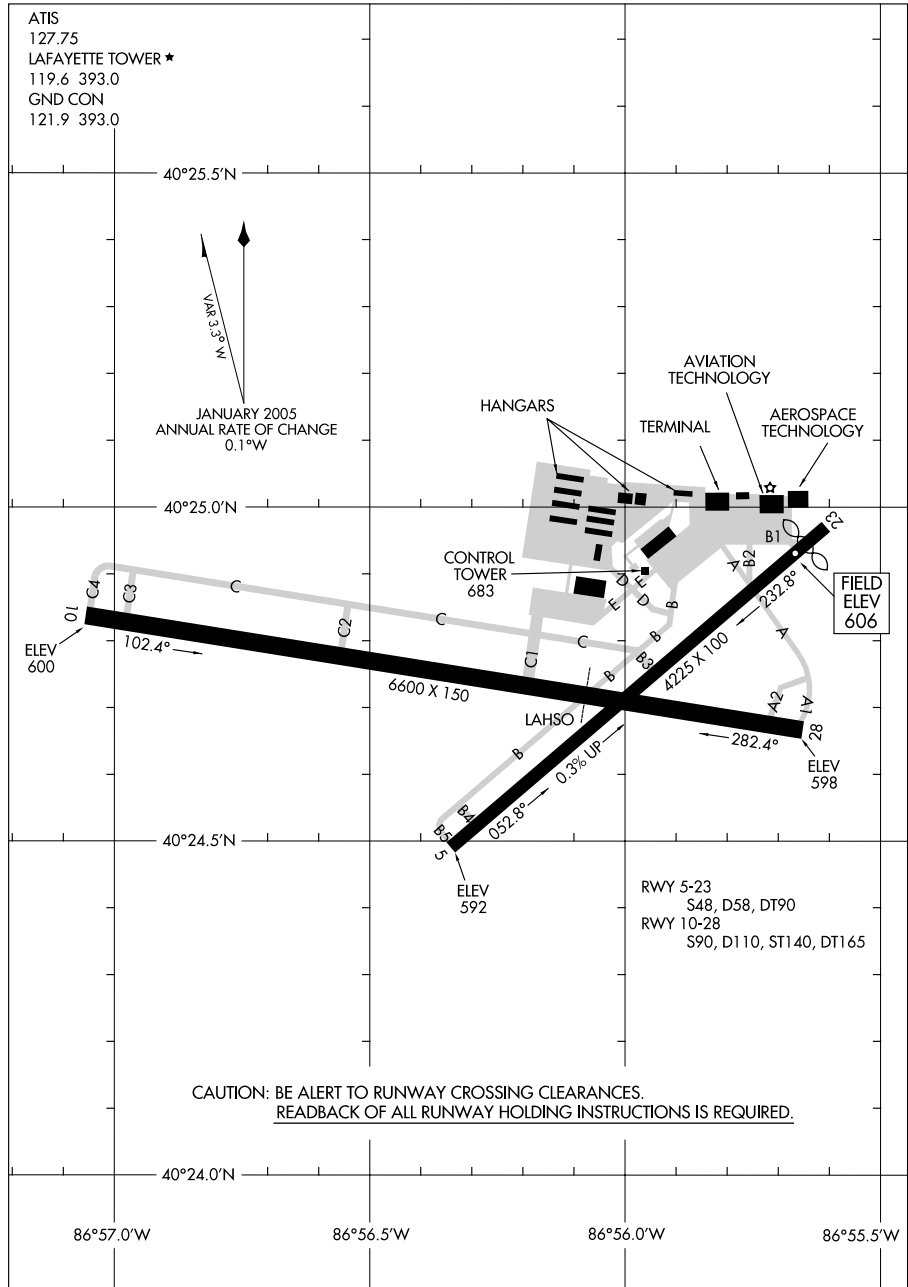 ATIS
127.75
LAFAYETTE TOWER ★
119.6 393.0
GND CON
121.9 393.0
40°25.5'N
VAR 3.3° W
JANUARY 2005
ANNUAL RATE OF CHANGE
0.1°W
HANGARS
TERMINAL
AVIATION
TECHNOLOGY
AEROSPACE
TECHNOLOGY
40°25.0'N
23
B1
B2
A
CONTROL
TOWER
683
D
E
E
D
B
232.8°
FIELD
ELEV
606
C4
C3
C
10
C2
C
C1
C
B
B3
4225 X 100
A
ELEV
600
102.4°
6600 X 150
B
LAHSO
A2
A1
28
282.4°
ELEV
598
B
0.3% UP
052.8°
B4
B5
5
40°24.5'N
ELEV
592
RWY 5-23
S48, D58, DT90
RWY 10-28
S90, D110, ST140, DT165
CAUTION: BE ALERT TO RUNWAY CROSSING CLEARANCES.
READBACK OF ALL RUNWAY HOLDING INSTRUCTIONS IS REQUIRED.
40°24.0'N
86°57.0'W
86°56.5'W
86°56.0'W
86°55.5'W